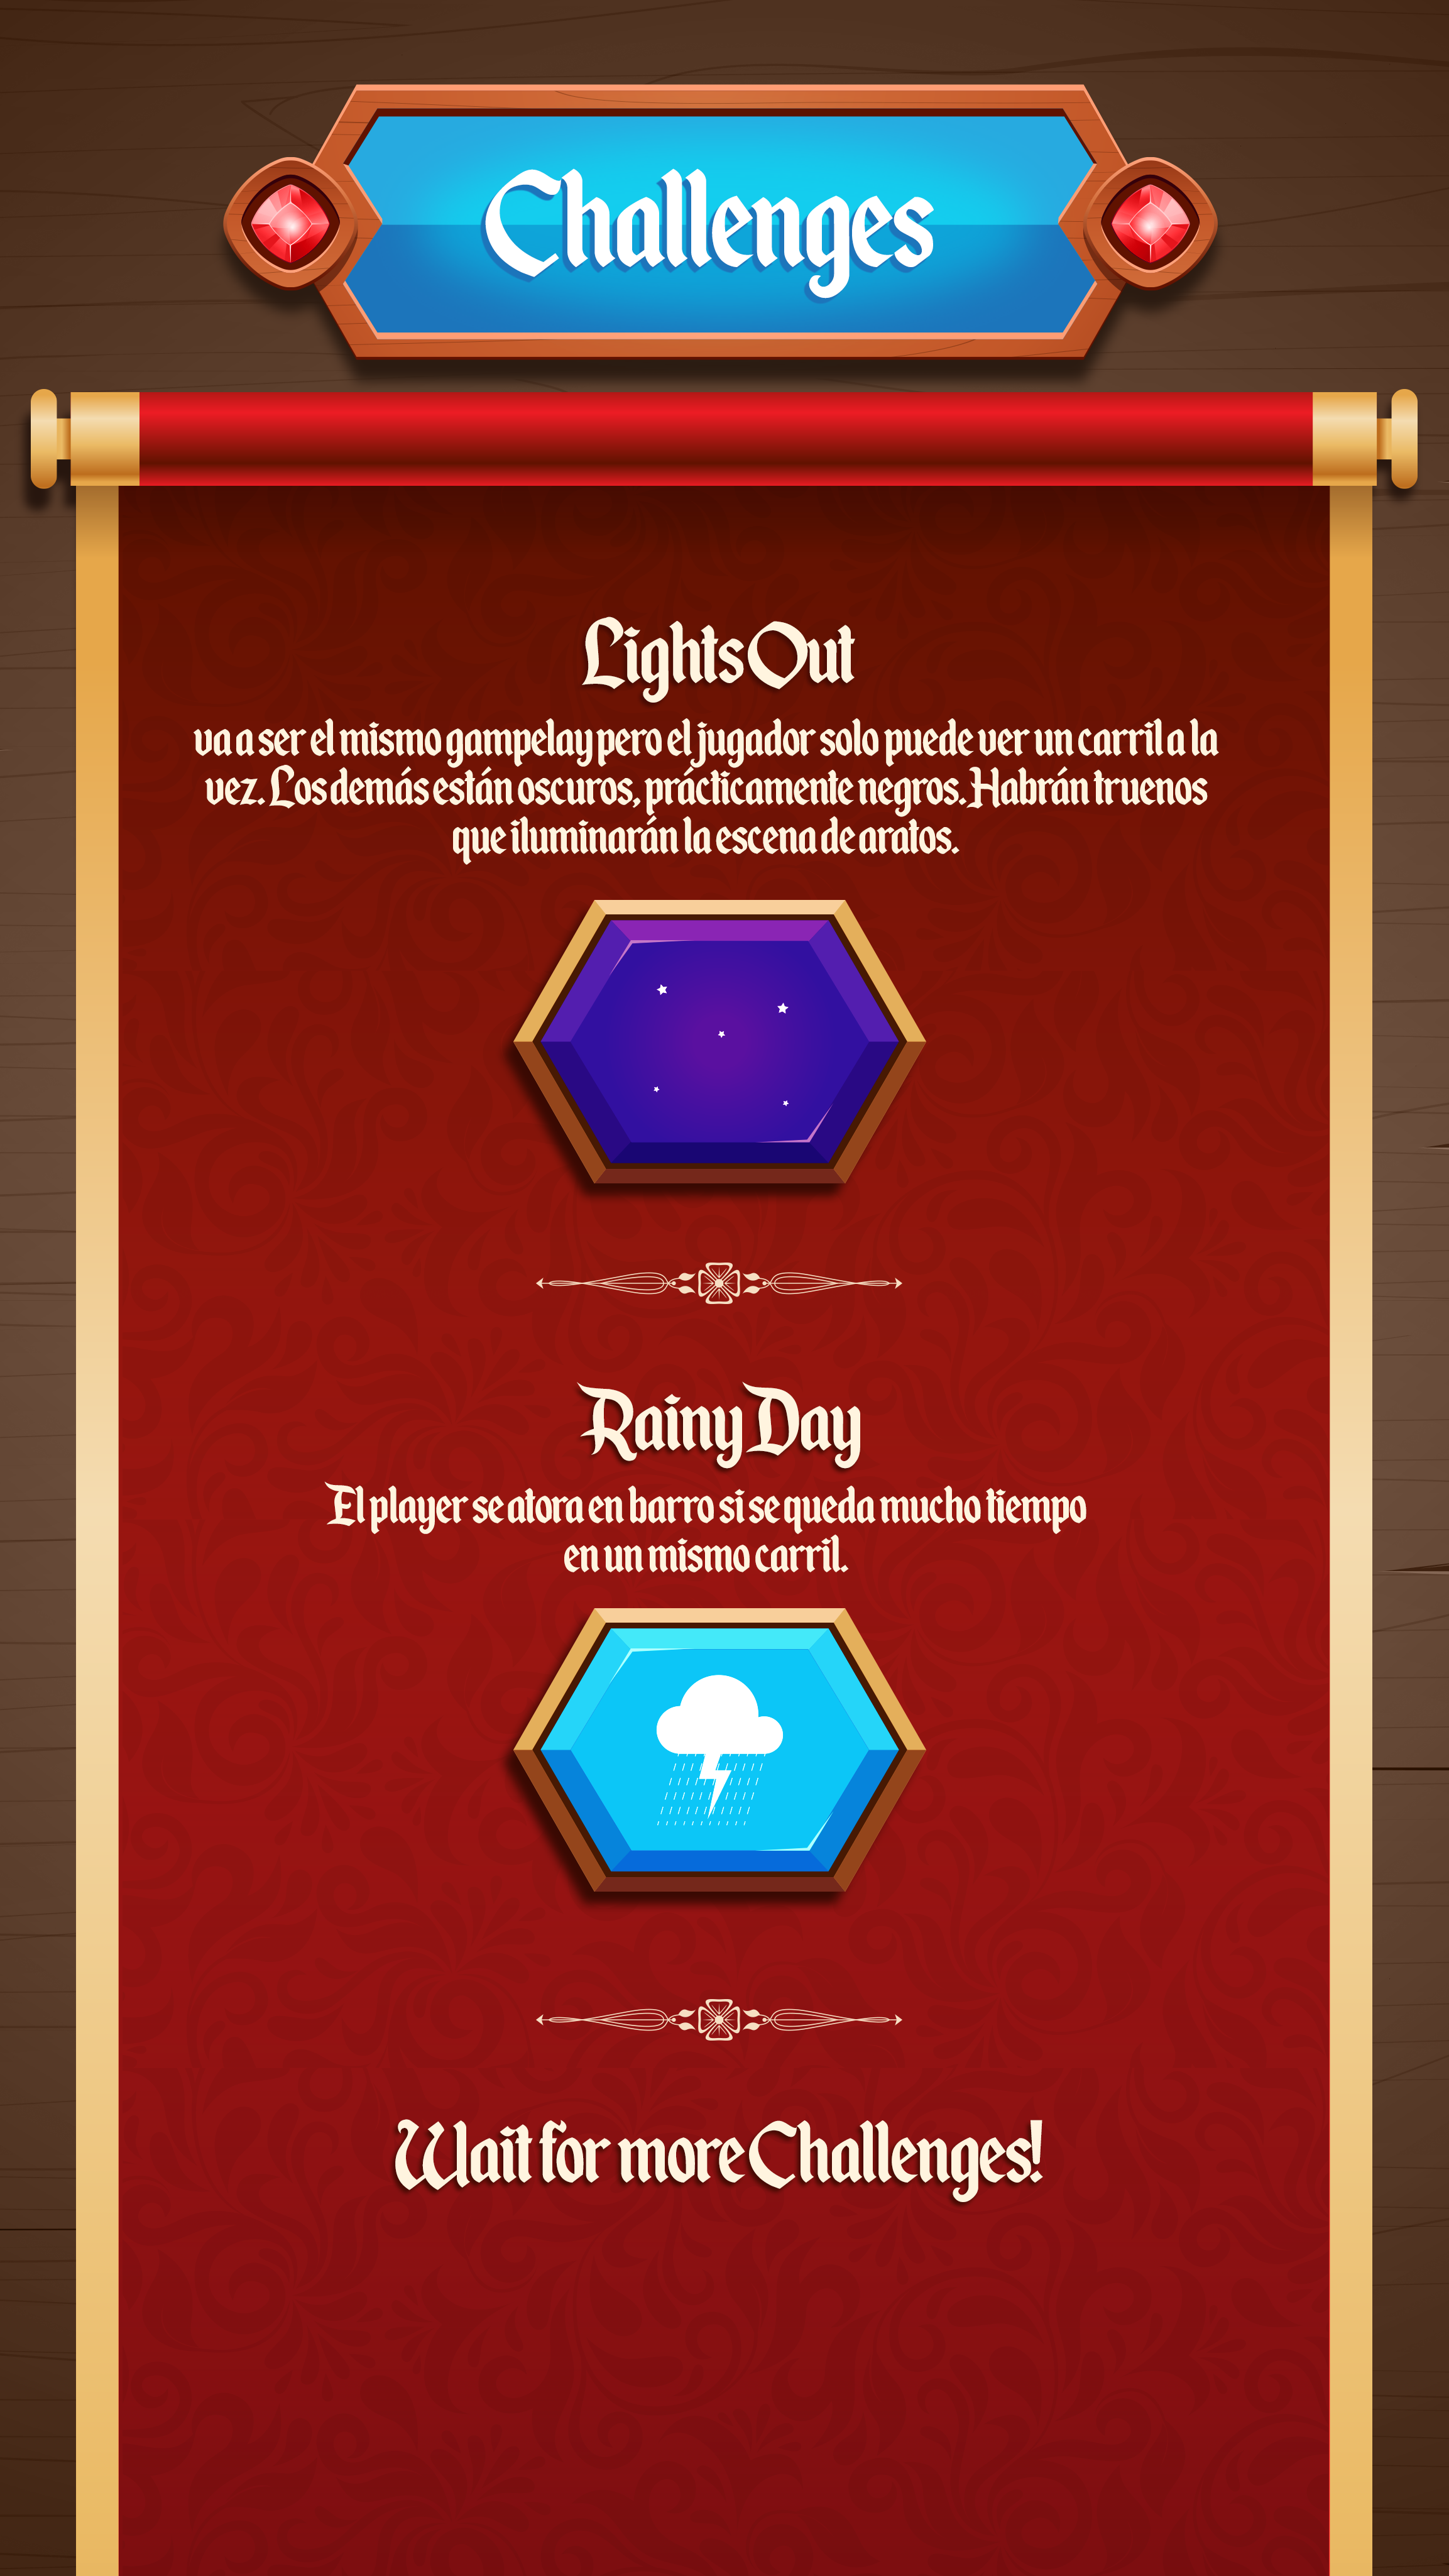 Challenges
Lights Out
va a ser el mismo gampelay pero el jugador solo puede ver un carril a la
vez. Los demás están oscuros, prácticamente negros. Habrán truenos
que iluminarán la escena de aratos.
Rainy Day
El player se atora en barro si se queda mucho tiempo
en un mismo carril.
Wait for more Challenges!